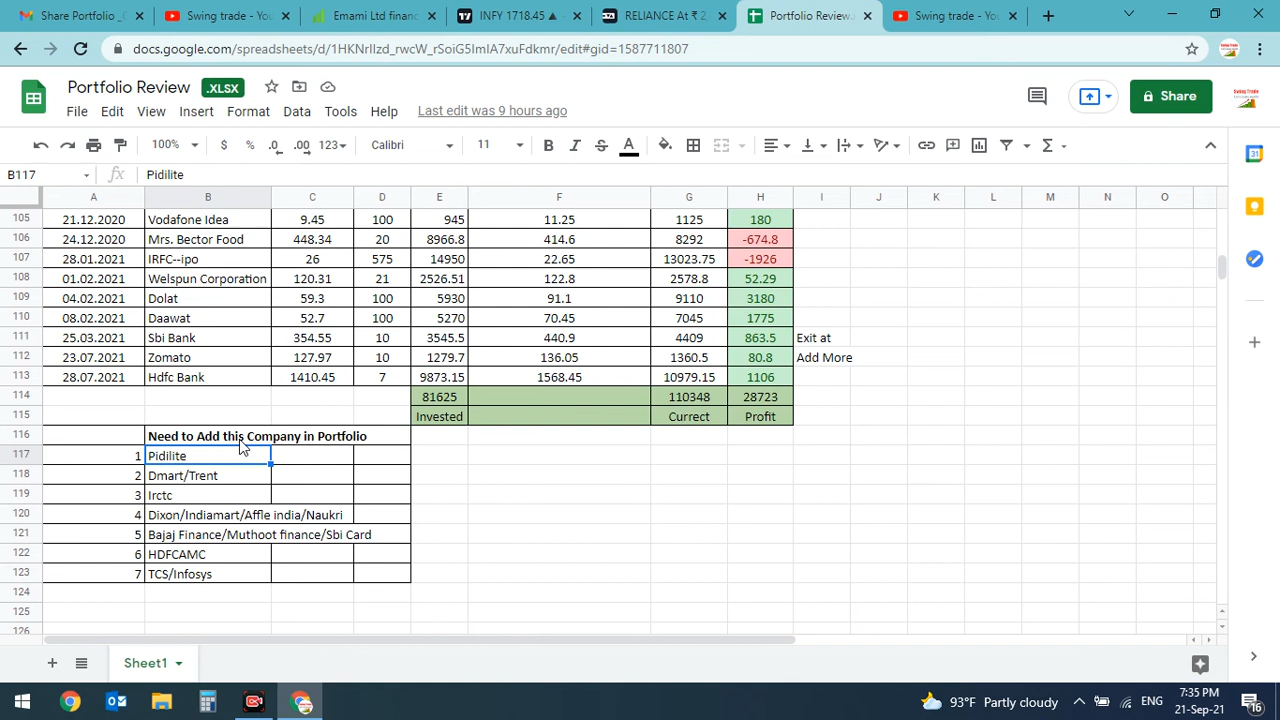 Share Portfolio _G
Swing trade - You
Emami Ltd financ
INFY 1718.45 ▲
RELIANCE At ₹ 2,
Portfolio Review.
Swing trade - You
docs.google.com/spreadsheets/d/
edit#gid=1587711807
Portfolio Review .XLSX
File Edit View Insert Format Data Tools Help Last edit was 9 hours ago
Share
100% $ % .0 .00 123 Calibri 11 B I S A
B117 fx Pidilite
A B C D E F G H I J K L M N O
105 21.12.2020 Vodafone Idea 9.45 100 945 11.25 1125 180
106 24.12.2020 Mrs. Bector Food 448.34 20 8966.8 414.6 8292 -674.8
107 28.01.2021 IRFC--ipo 26 575 14950 22.65 13023.75 -1926
108 01.02.2021 Welspun Corporation 120.31 21 2526.51 122.8 2578.8 52.29
109 04.02.2021 Dolat 59.3 100 5930 91.1 9110 3180
110 08.02.2021 Daawat 52.7 100 5270 70.45 7045 1775
111 25.03.2021 Sbi Bank 354.55 10 3545.5 440.9 4409 863.5 Exit at
112 23.07.2021 Zomato 127.97 10 1279.7 136.05 1360.5 80.8 Add More
113 28.07.2021 Hdfc Bank 1410.45 7 9873.15 1568.45 10979.15 1106
114 81625 110348 28723
115 Invested Currect Profit
116 Need to Add this Company in Portfolio
117 1 Pidilite
118 2 Dmart/Trent
119 3 Irctc
120 4 Dixon/Indiamart/Affle india/Naukri
121 5 Bajaj Finance/Muthoot finance/Sbi Card
122 6 HDFCAMC
123 7 TCS/Infosys
124
125
126
Sheet1
93°F Partly cloudy ENG 7:35 PM
21-Sep-21 16